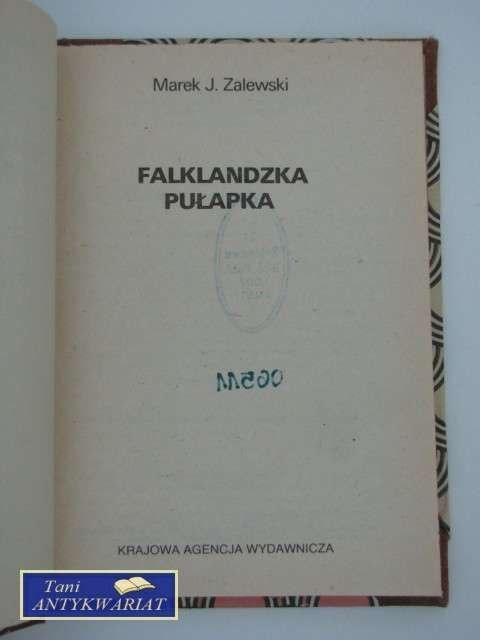 Marek J. Zalewski
FALKLANDZKA
PUŁAPKA
KRAJOWA AGENCJA WYDAWNICZA
Tani
ANTYKWARIAT